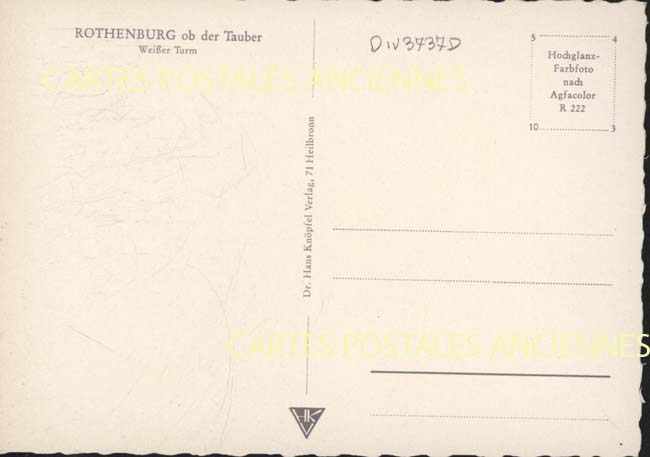 ROTHENBURG ob der Tauber
Weißer Turm
CARTES POSTALES ANCIENNES
Div3737D
5 4
Hochglanz-
Farbfoto
nach
Agfacolor
R 222
10 3
Dr. Hans Knöpfel Verlag, 71 Heilbronn
CARTES POSTALES ANCIENNES
HK
V